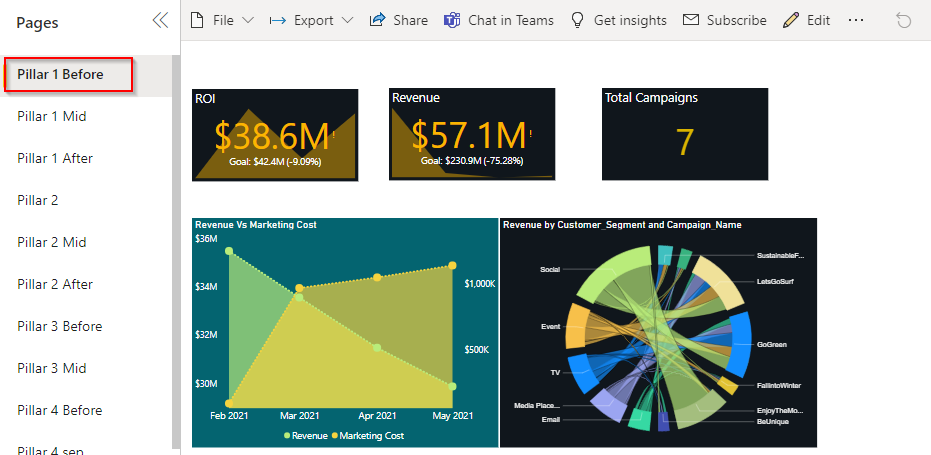 Pages
File
Export
Share
Chat in Teams
Get insights
Subscribe
Edit
Pillar 1 Before
Pillar 1 Mid
Pillar 1 After
Pillar 2
Pillar 2 Mid
Pillar 2 After
Pillar 3 Before
Pillar 3 Mid
Pillar 4 Before
Pillar 4 sep
ROI
$38.6M!
Goal: $42.4M (-9.09%)
Revenue
$57.1M!
Goal: $230.9M (-75.28%)
Total Campaigns
7
Revenue Vs Marketing Cost
$36M
$34M
$32M
$30M
$1,000K
$500K
Feb 2021 Mar 2021 Apr 2021 May 2021
Revenue Marketing Cost
Revenue by Customer_Segment and Campaign_Name
Social
Event
TV
Media Place...
Email
SustainableF...
LetsGoSurf
GoGreen
FallintoWinter
EnjoyTheMo...
BeUnique